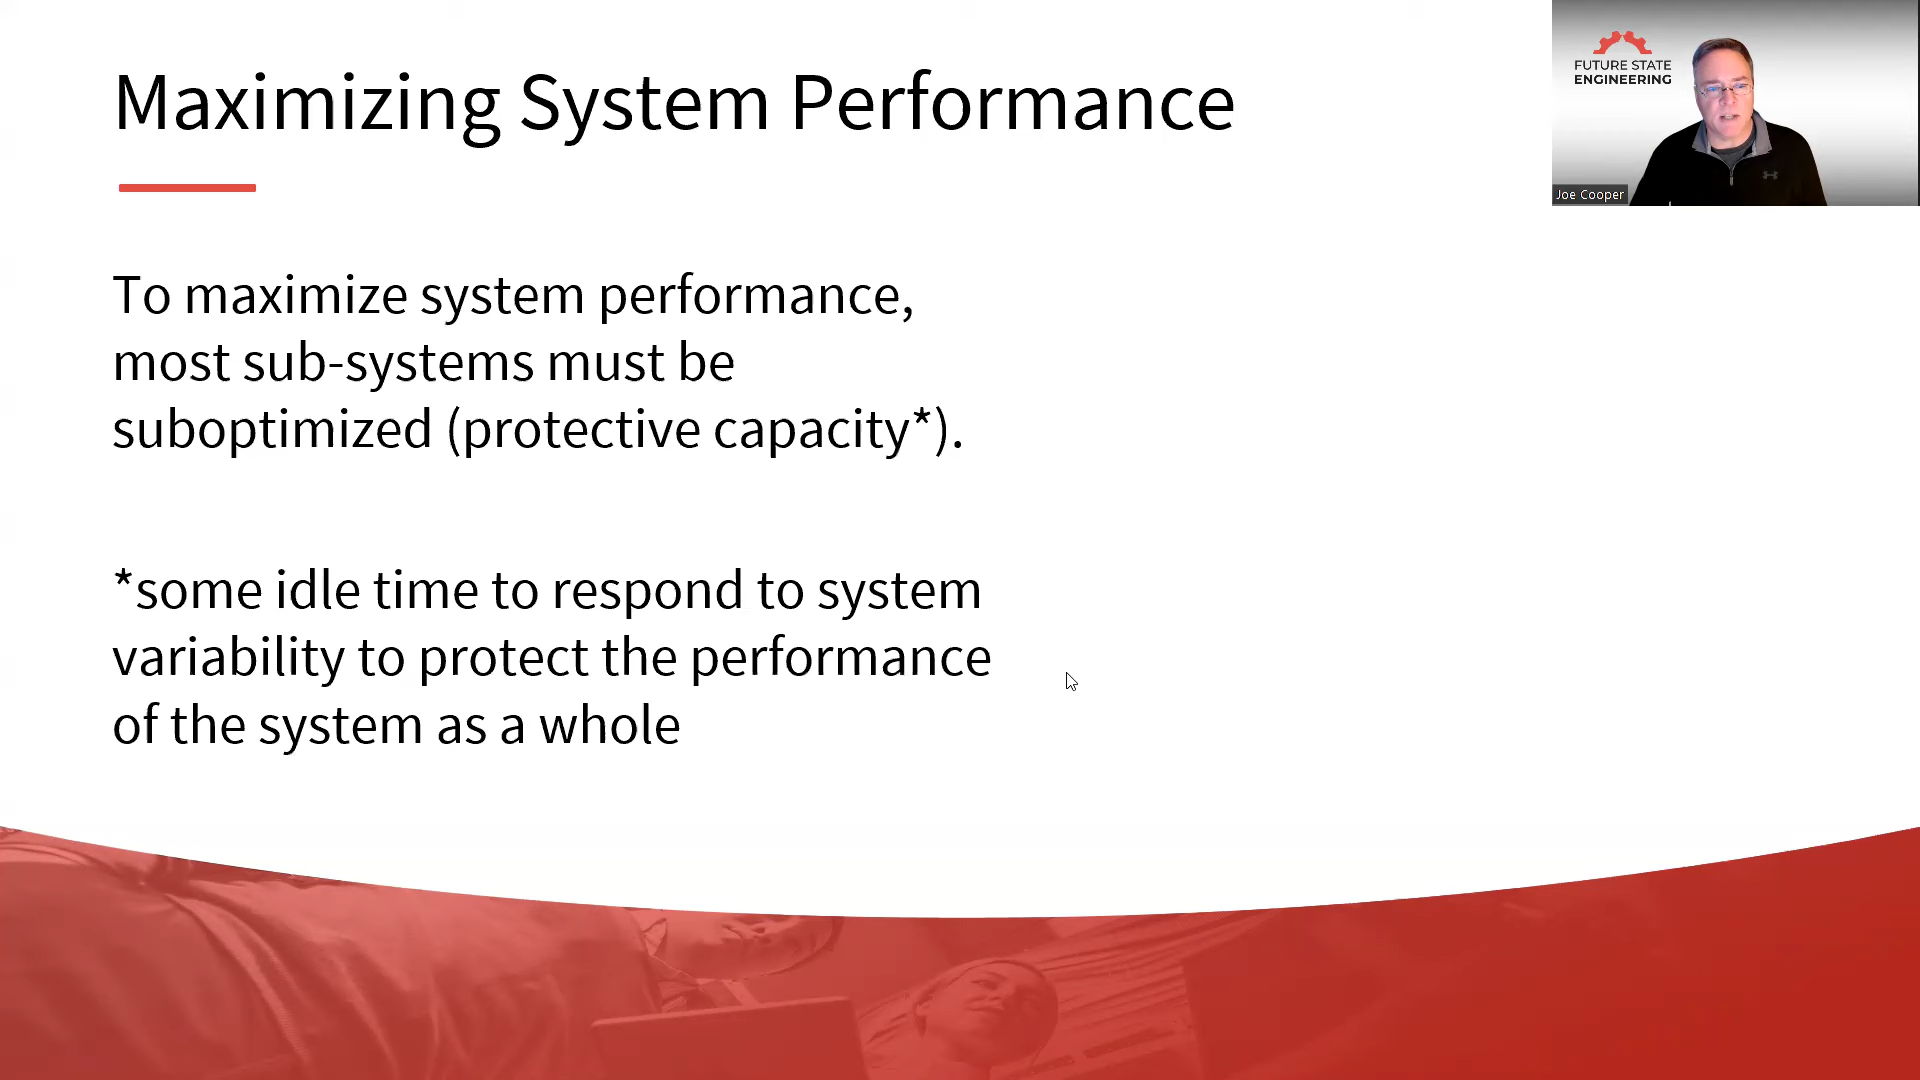 Maximizing System Performance
FUTURE STATE
ENGINEERING
Joe Cooper
To maximize system performance,
most sub-systems must be
suboptimized (protective capacity*).
*some idle time to respond to system
variability to protect the performance
of the system as a whole